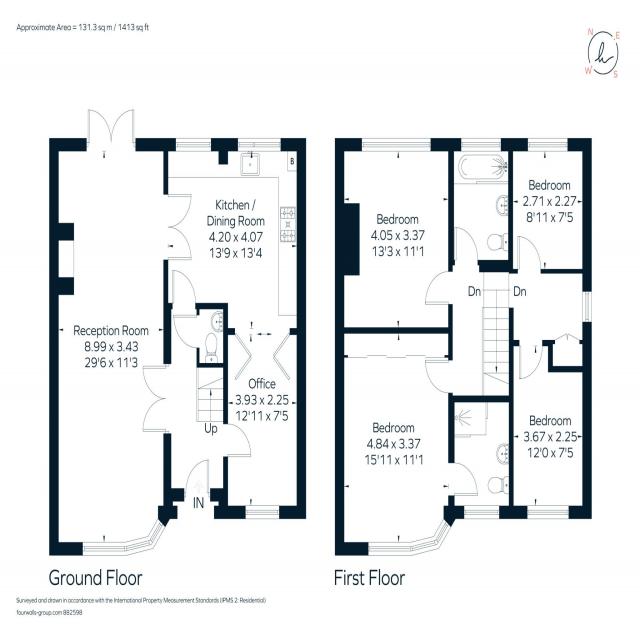 Approximate Area = 131.3 sq m / 1413 sq ft
N
E
h
W
S
B
Kitchen /
Dining Room
4.20 x 4.07
13'9 x 13'4
Reception Room
8.99 x 3.43
29'6 x 11'3
Office
3.93 x 2.25
12'11 x 7'5
Up
IN
Ground Floor
Bedroom
4.05 x 3.37
13'3 x 11'1
Bedroom
2.71 x 2.27
8'11 x 7'5
Dn
Dn
Bedroom
4.84 x 3.37
15'11 x 11'1
Bedroom
3.67 x 2.25
12'0 x 7'5
First Floor
Surveyed and drawn in accordance with the International Property Measurement Standards (IPMS 2: Residential)
fourwalls-group.com 882598